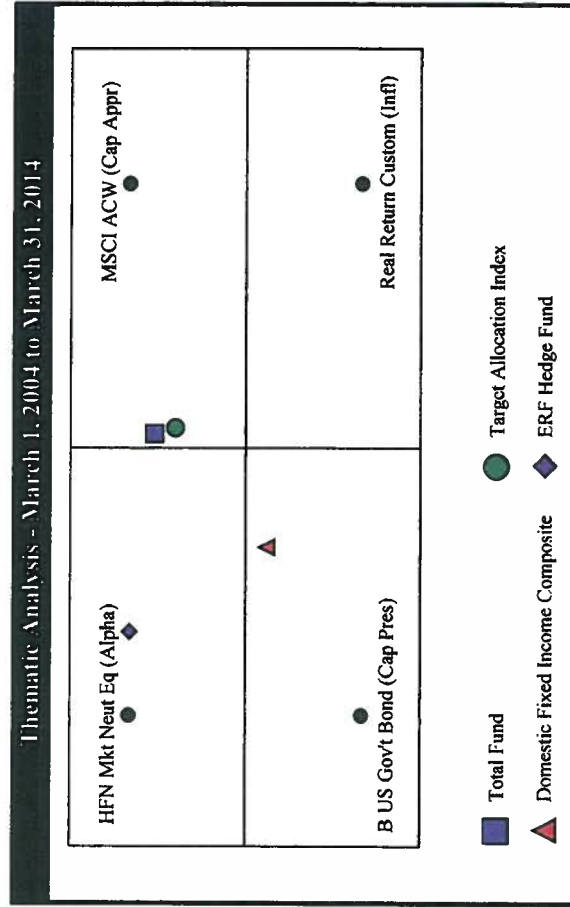 Thematic Analysis - March 1, 2004 to March 31, 2014
HFN Mkt Neut Eq (Alpha)
MSCI ACW (Cap Appr)
B US Gov't Bond (Cap Pres)
Real Return Custom (Infl)
Total Fund
Target Allocation Index
Domestic Fixed Income Composite
ERF Hedge Fund